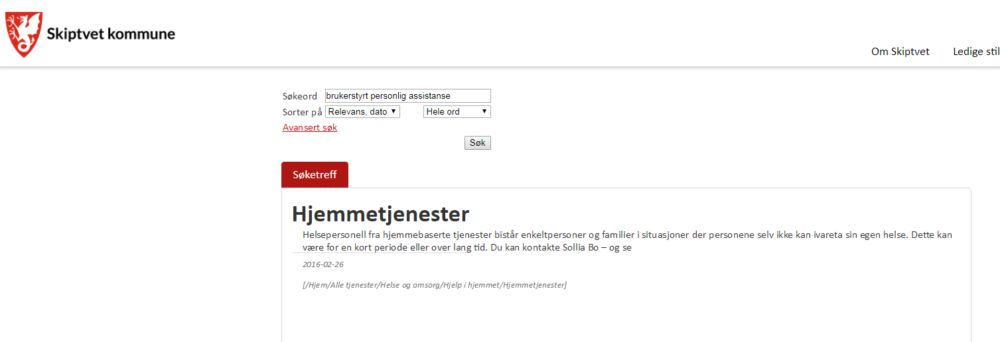 Skiptvet kommune
Om Skiptvet Ledige stil
Søkeord brukerstyrt personlig assistanse
Sorter på Relevans, dato Hele ord
Avansert søk
Søk
Søketreff
Hjemmetjenester
Helsepersonell fra hjemmebaserte tjenester bistår enkeltpersoner og familier i situasjoner der personene selv ikke kan ivareta sin egen helse. Dette kan
være for en kort periode eller over lang tid. Du kan kontakte Sollia Bo – og se
2016-02-26
[/Hjem/Alle tjenester/Helse og omsorg/Hjelp i hjemmet/Hjemmetjenester]